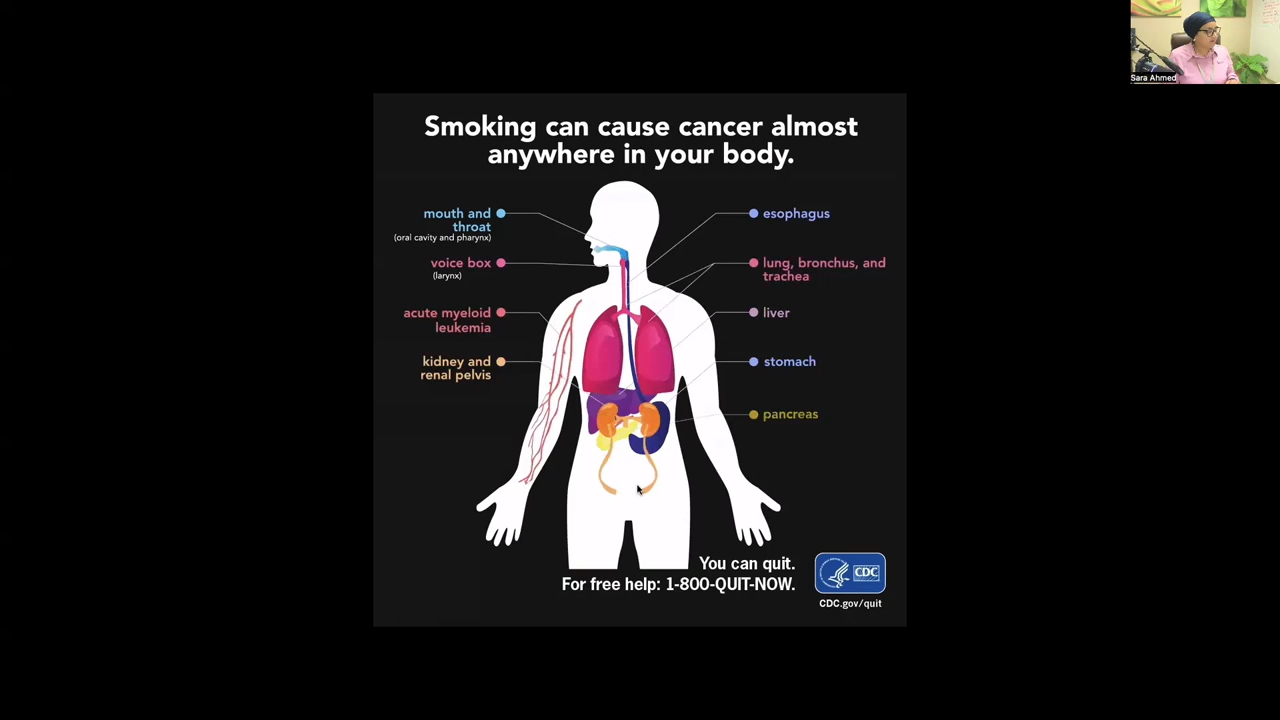 Sara Ahmed
Smoking can cause cancer almost
anywhere in your body.
mouth and
throat
(oral cavity and pharynx)
voice box
(larynx)
acute myeloid
leukemia
kidney and
renal pelvis
esophagus
lung, bronchus, and
trachea
liver
stomach
pancreas
You can quit.
For free help: 1-800-QUIT-NOW.
CDC
CDC.gov/quit